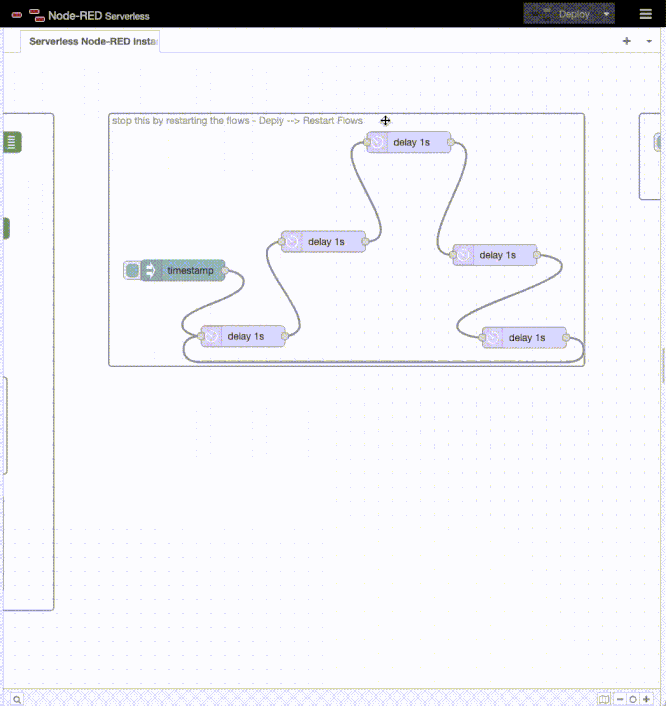 Node-RED Serverless
Deploy
Serverless Node-RED Insta
stop this by restarting the flows - Deply --> Restart Flows
delay 1s
delay 1s
delay 1s
timestamp
delay 1s
delay 1s